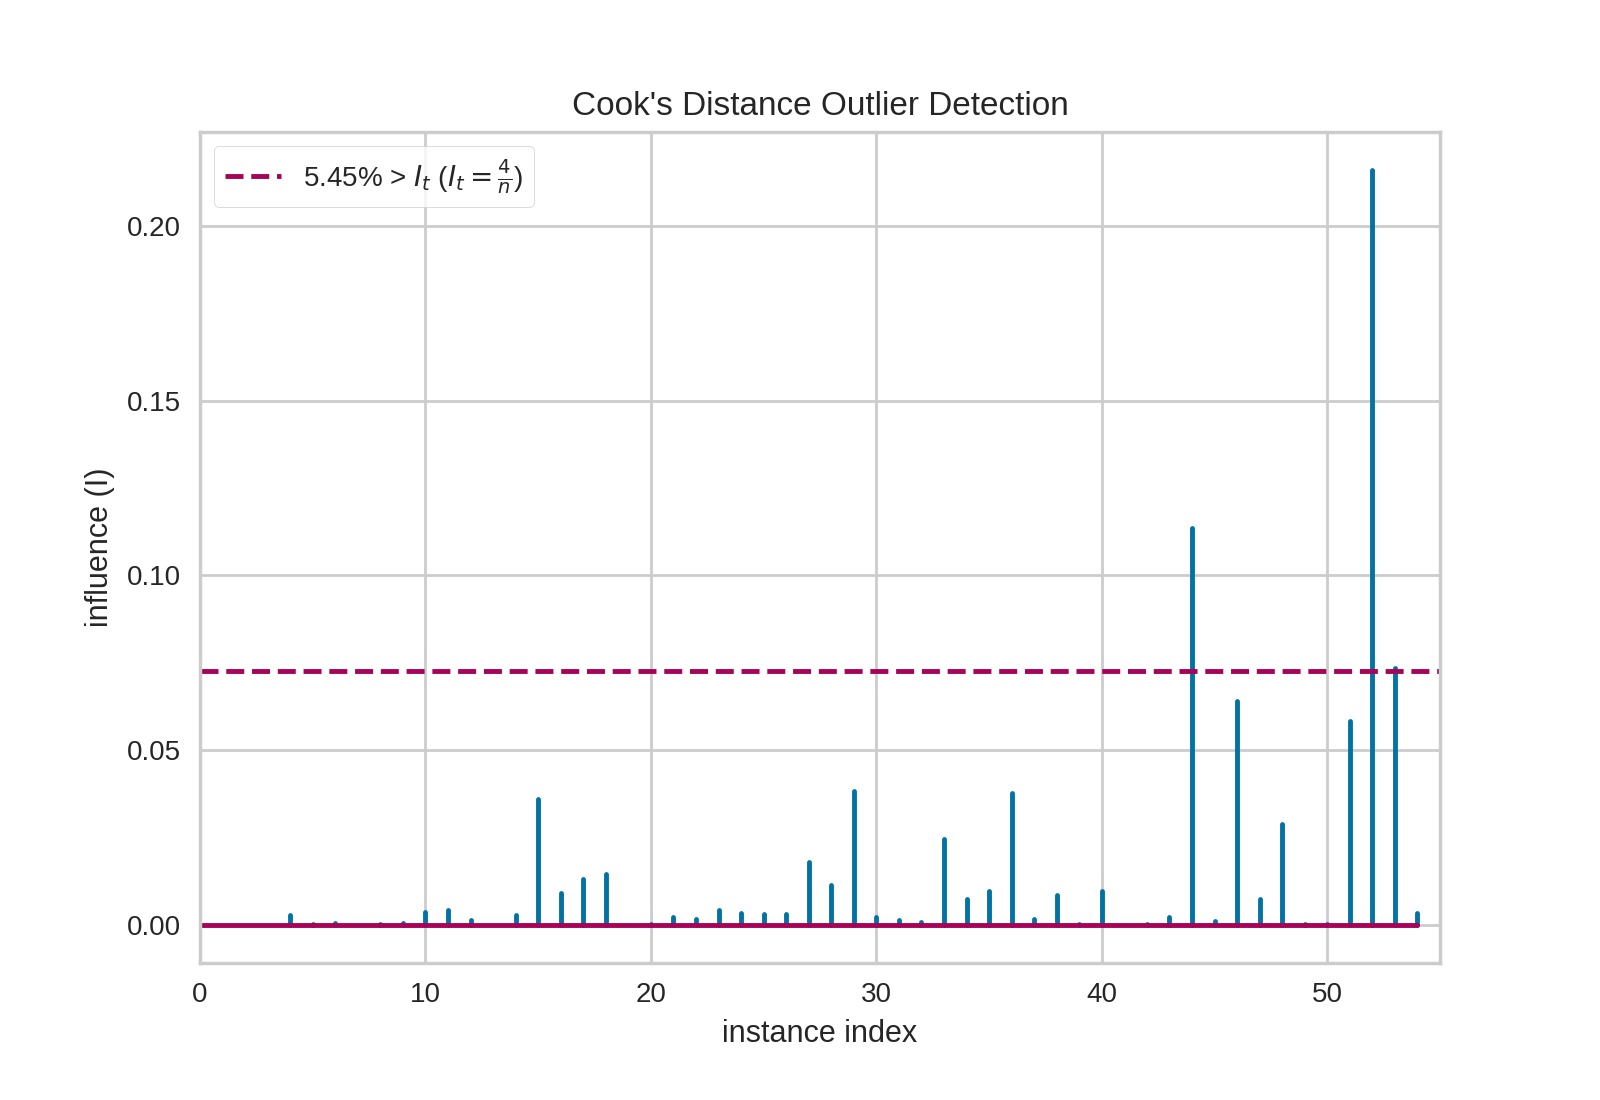 Cook's Distance Outlier Detection
5.45% > I_t (I_t = 4/n)
0.20
0.15
0.10
0.05
0.00
influence (I)
0 10 20 30 40 50
instance index